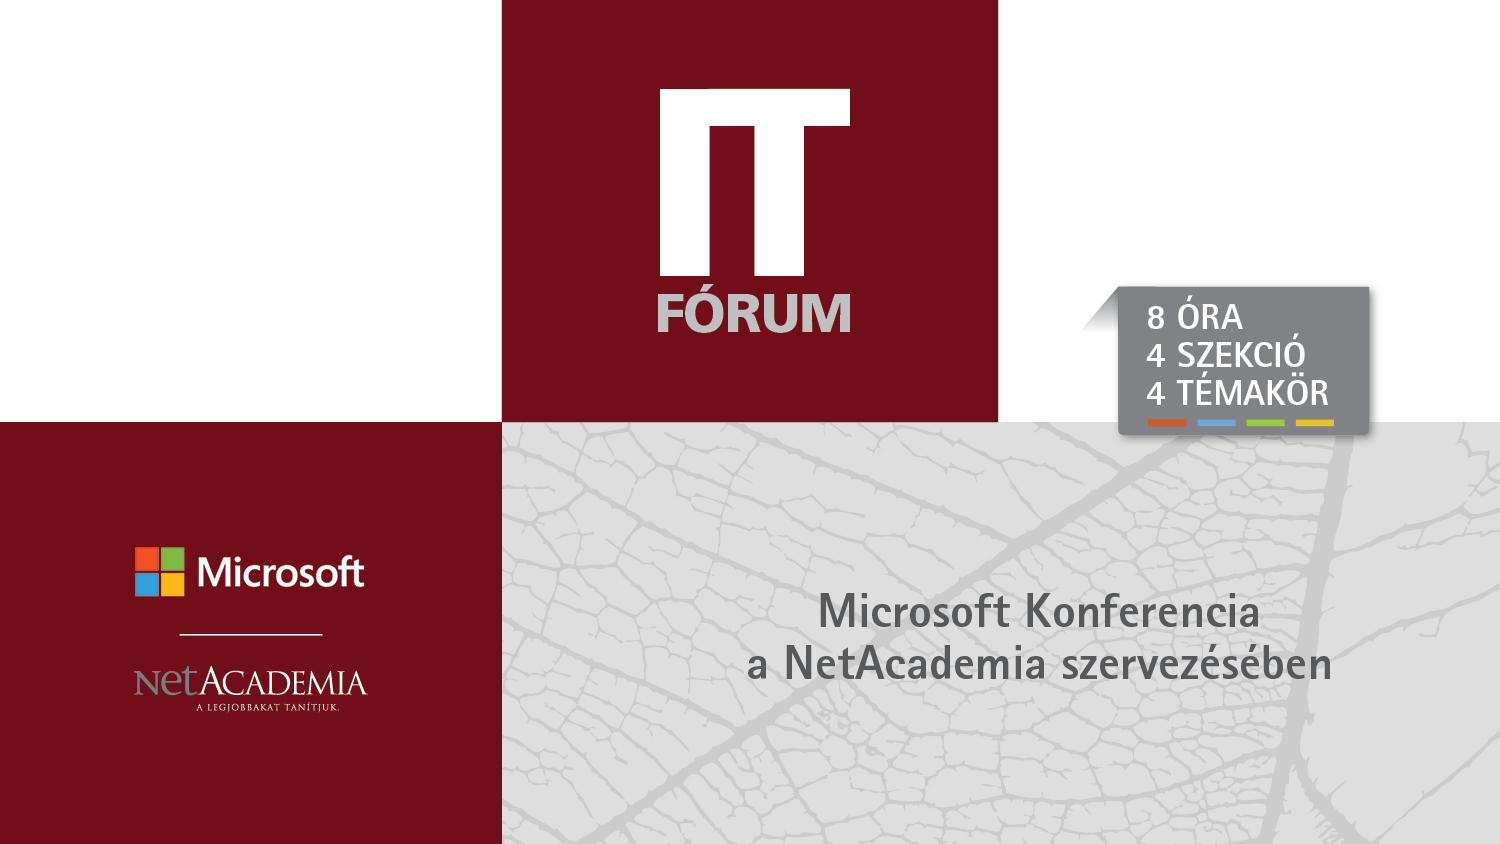 IT
FÓRUM
8 ÓRA
4 SZEKCIÓ
4 TÉMAKÖR
Microsoft
netACADEMIA
A LEGJOBBAKAT TANÍTJUK.
Microsoft Konferencia
a NetAcademia szervezésében